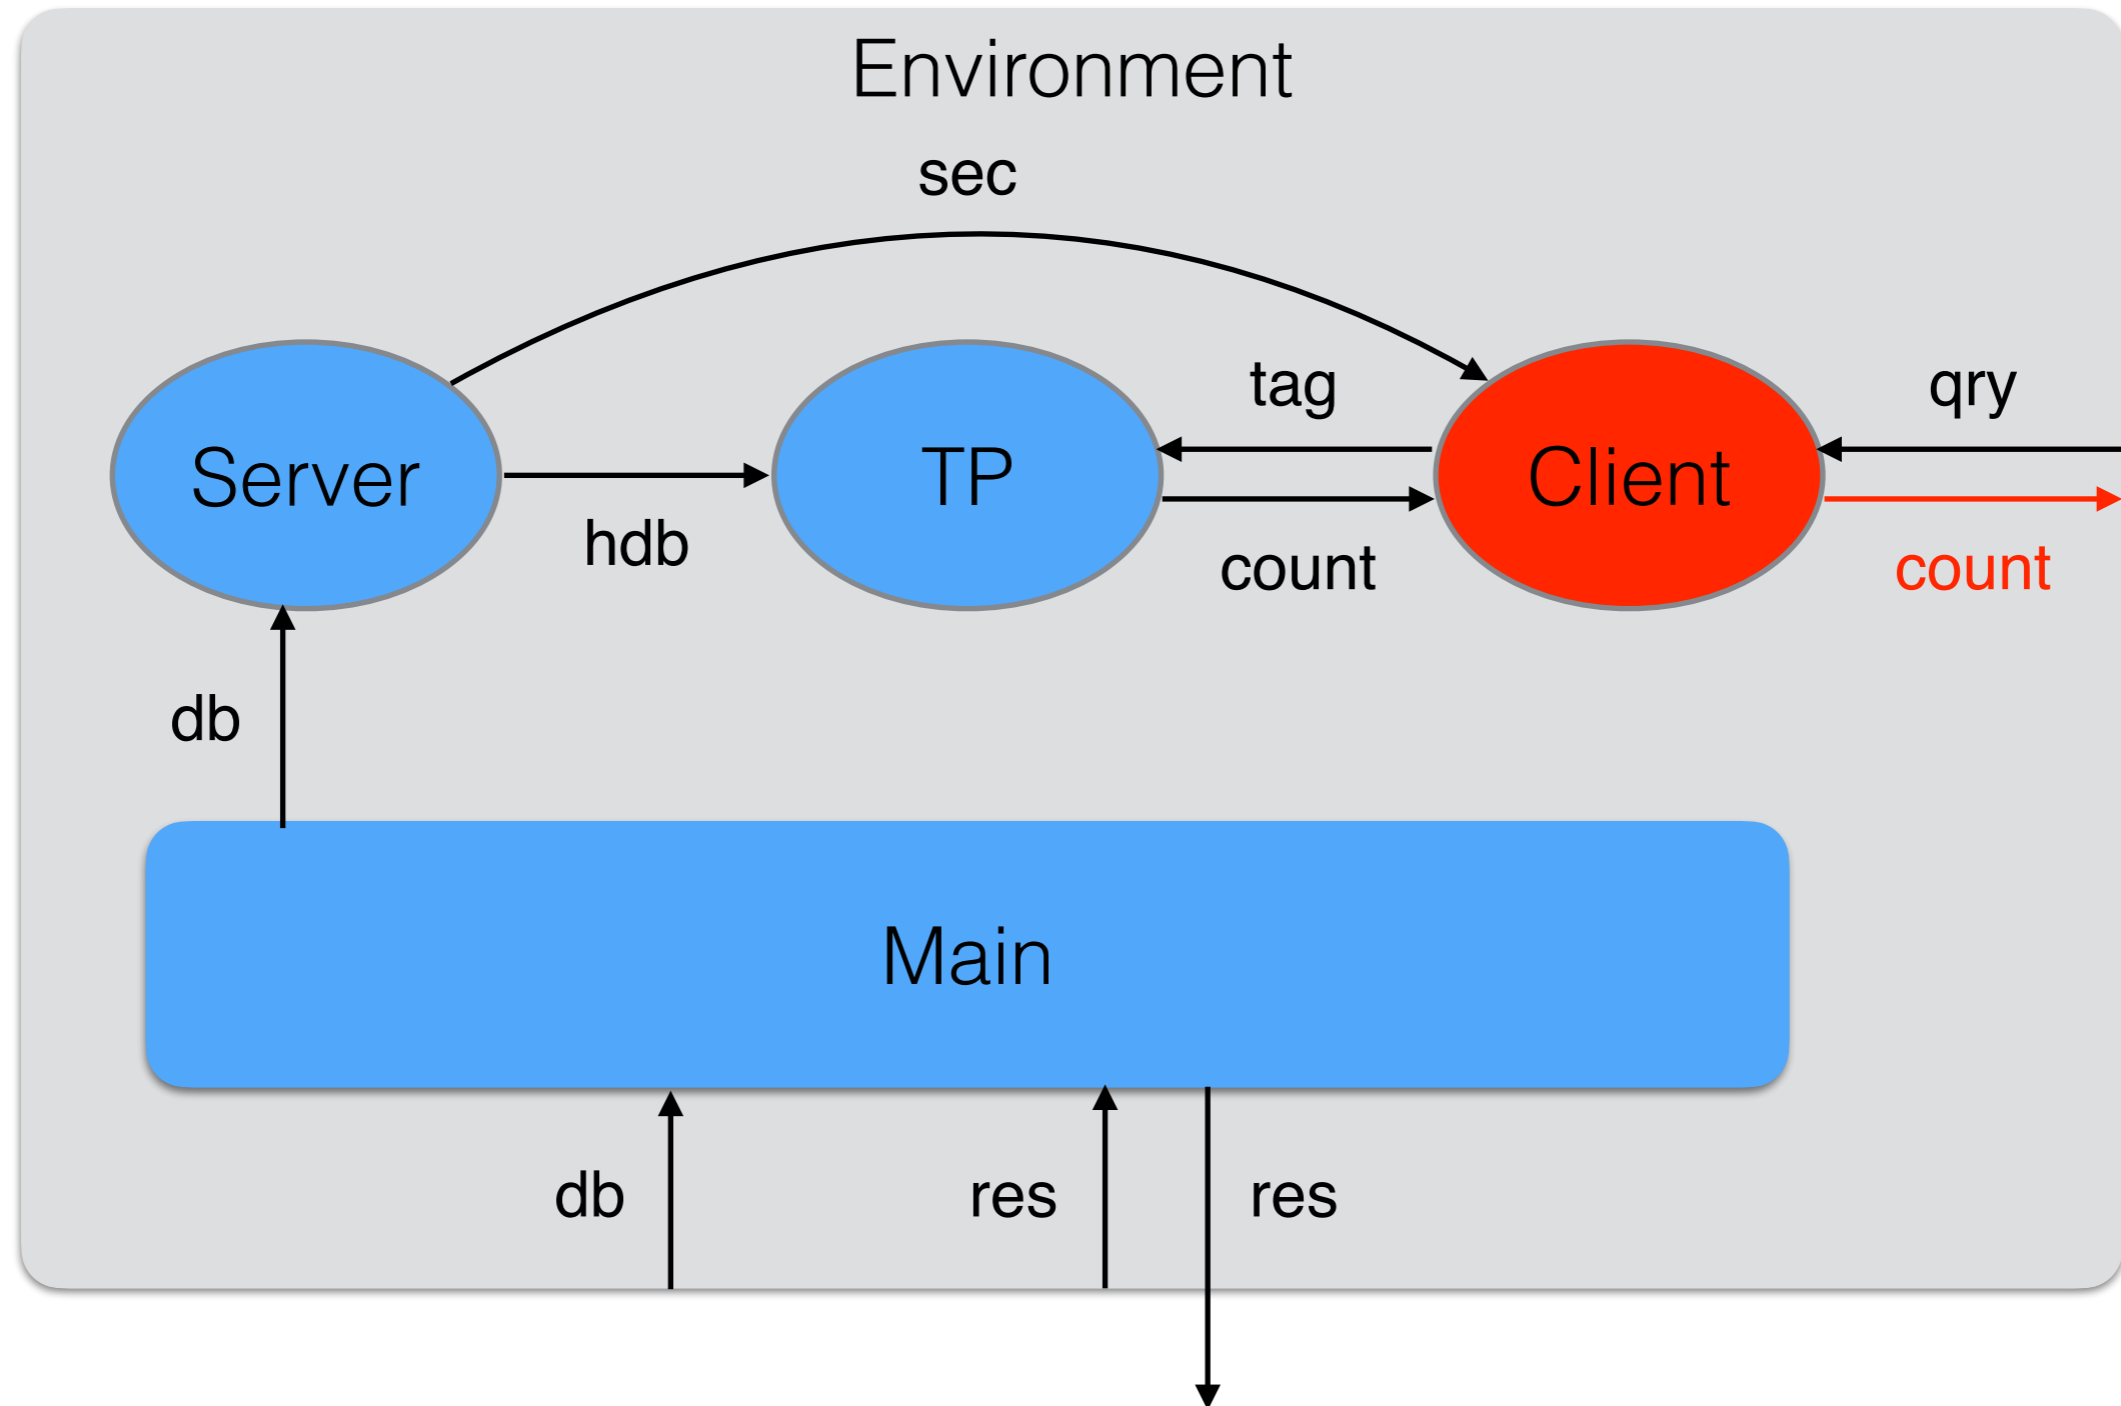 Environment
sec
tag
qry
Server
TP
Client
hdb
count
count
db
Main
db
res
res